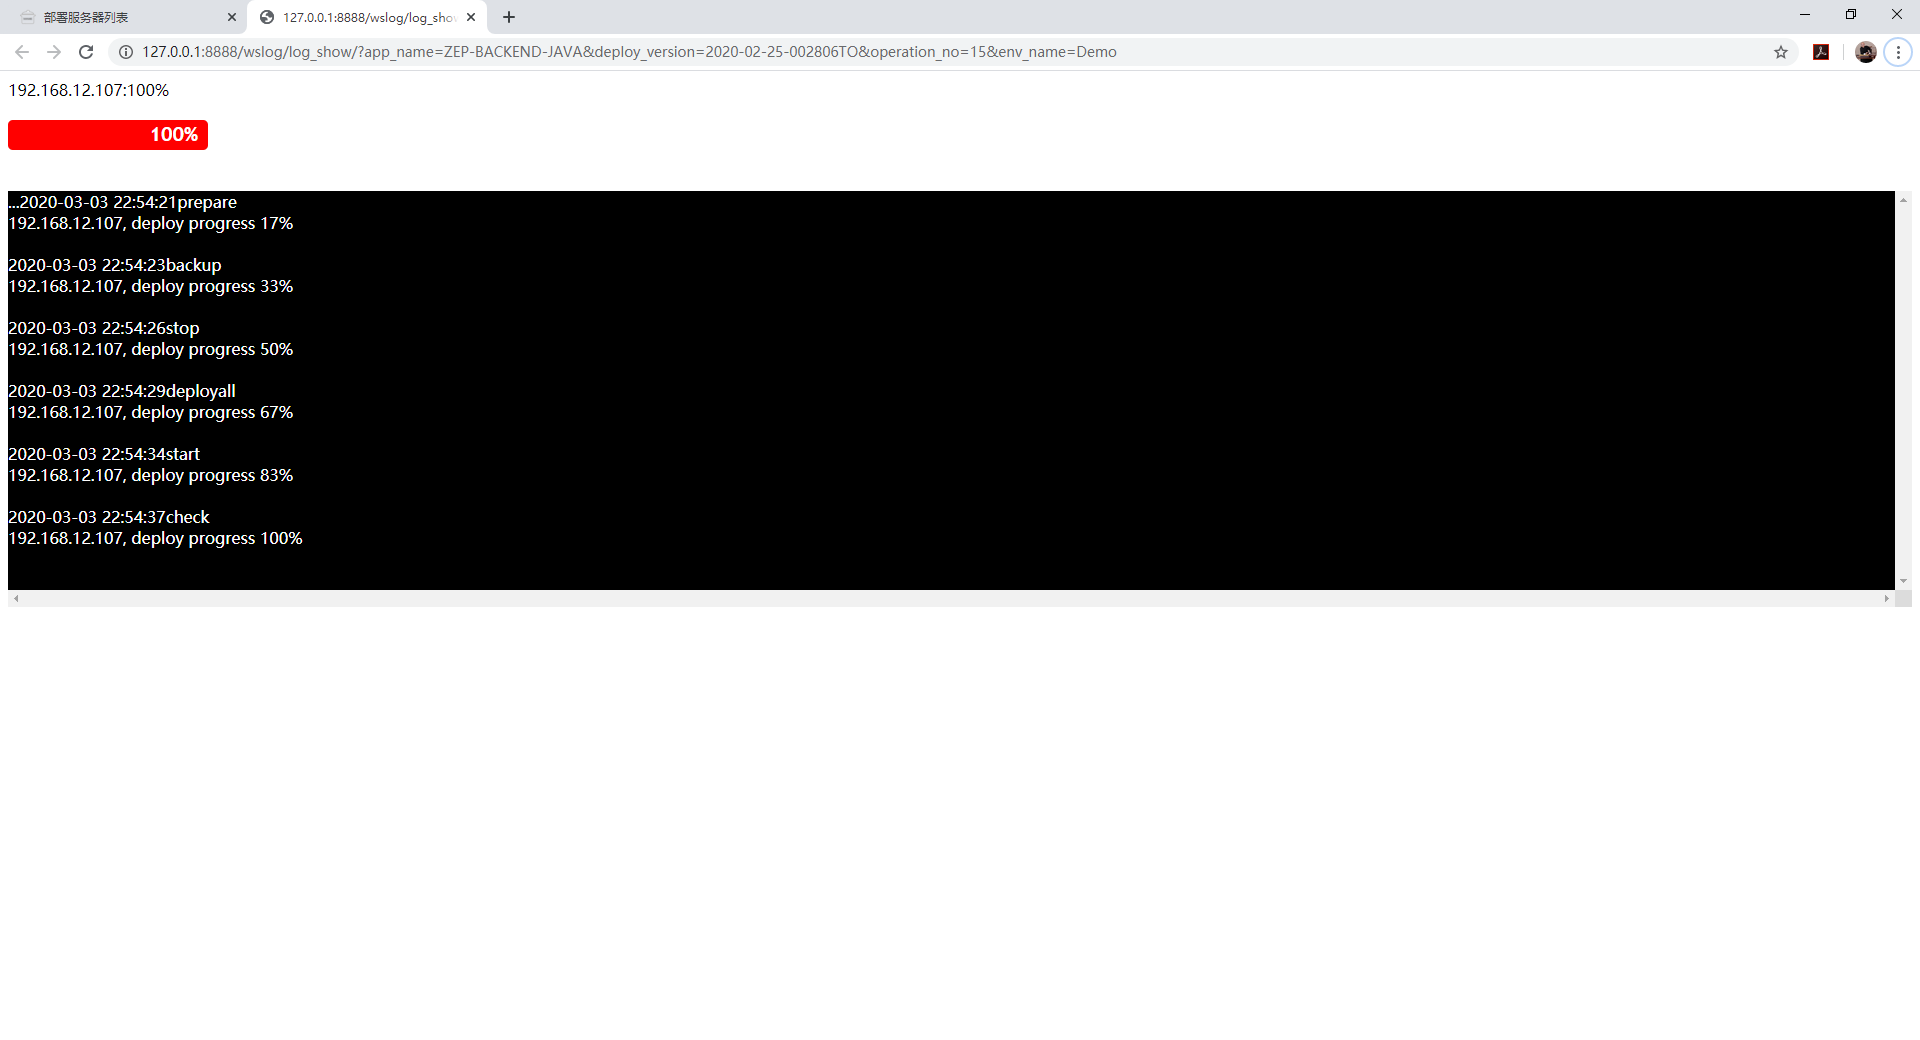 部署服务器列表
127.0.0.1:8888/wslog/log_sho
127.0.0.1:8888/wslog/log_show/?app_name=ZEP-BACKEND-JAVA&deploy_version=2020-02-25-002806TO&operation_no=15&env_name=Demo
192.168.12.107:100%
100%
...2020-03-03 22:54:21prepare
192.168.12.107, deploy progress 17%
2020-03-03 22:54:23backup
192.168.12.107, deploy progress 33%
2020-03-03 22:54:26stop
192.168.12.107, deploy progress 50%
2020-03-03 22:54:29deployall
192.168.12.107, deploy progress 67%
2020-03-03 22:54:34start
192.168.12.107, deploy progress 83%
2020-03-03 22:54:37check
192.168.12.107, deploy progress 100%